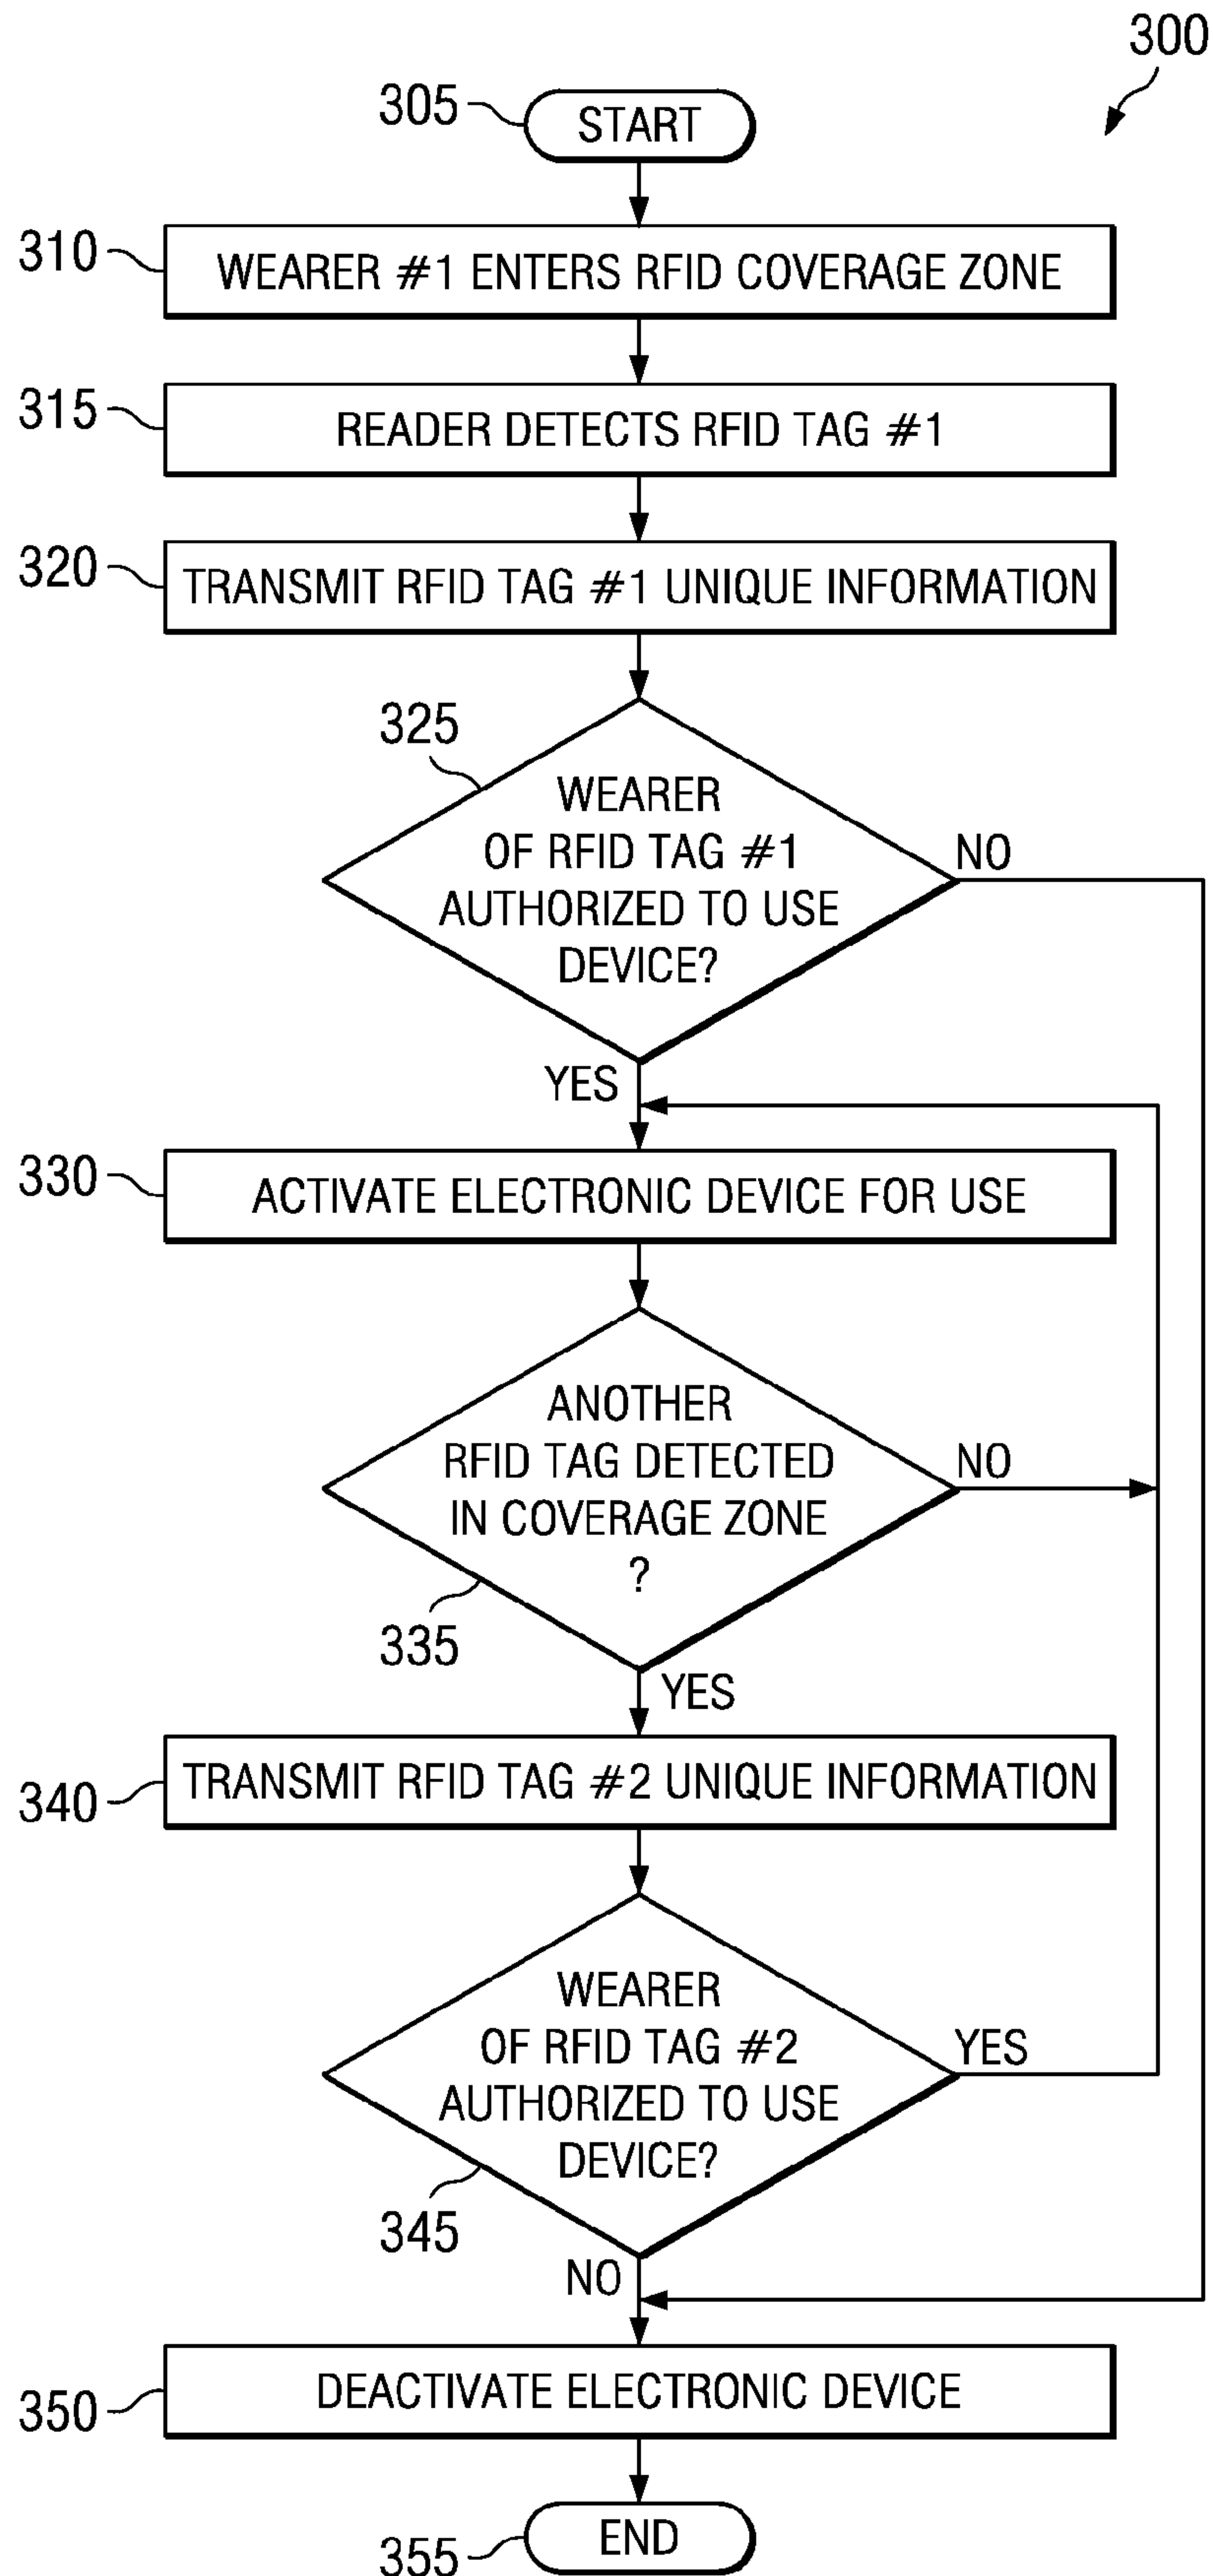 300
305
START
310
WEARER #1 ENTERS RFID COVERAGE ZONE
315
READER DETECTS RFID TAG #1
320
TRANSMIT RFID TAG #1 UNIQUE INFORMATION
325
WEARER
OF RFID TAG #1
AUTHORIZED TO USE
DEVICE?
NO
YES
330
ACTIVATE ELECTRONIC DEVICE FOR USE
ANOTHER
RFID TAG DETECTED
IN COVERAGE ZONE
?
NO
335
YES
340
TRANSMIT RFID TAG #2 UNIQUE INFORMATION
WEARER
OF RFID TAG #2
AUTHORIZED TO USE
DEVICE?
YES
345
NO
350
DEACTIVATE ELECTRONIC DEVICE
355
END